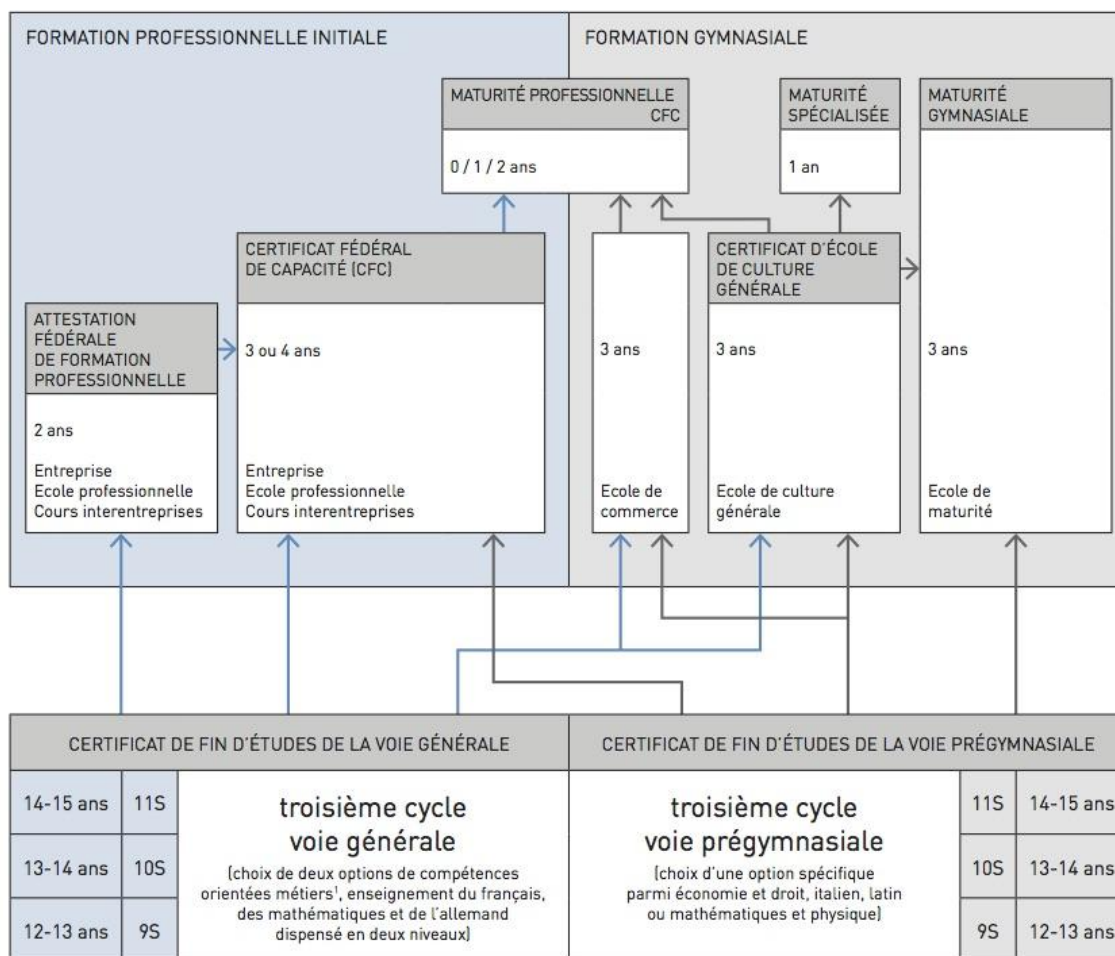 FORMATION PROFESSIONNELLE INITIALE
FORMATION GYMNASIALE
MATURITÉ PROFESSIONNELLE
CFC
0 / 1 / 2 ans
MATURITÉ
SPÉCIALISÉE
1 an
MATURITÉ
GYMNASIALE
3 ans
Ecole de
maturité
CERTIFICAT FÉDÉRAL
DE CAPACITÉ (CFC)
3 ou 4 ans
Entreprise
Ecole professionnelle
Cours interentreprises
3 ans
Ecole de
commerce
CERTIFICAT D'ÉCOLE
DE CULTURE
GÉNÉRALE
3 ans
Ecole de culture
générale
ATTESTATION
FÉDÉRALE
DE FORMATION
PROFESSIONNELLE
2 ans
Entreprise
Ecole professionnelle
Cours interentreprises
CERTIFICAT DE FIN D'ÉTUDES DE LA VOIE GÉNÉRALE
CERTIFICAT DE FIN D'ÉTUDES DE LA VOIE PRÉGYMNASIALE
14-15 ans 11S
13-14 ans 10S
12-13 ans 9S
troisième cycle
voie générale
(choix de deux options de compétences
orientées métiers¹, enseignement du français,
des mathématiques et de l'allemand
dispensé en deux niveaux)
troisième cycle
voie prégymnasiale
(choix d'une option spécifique
parmi économie et droit, italien, latin
ou mathématiques et physique)
11S 14-15 ans
10S 13-14 ans
9S 12-13 ans